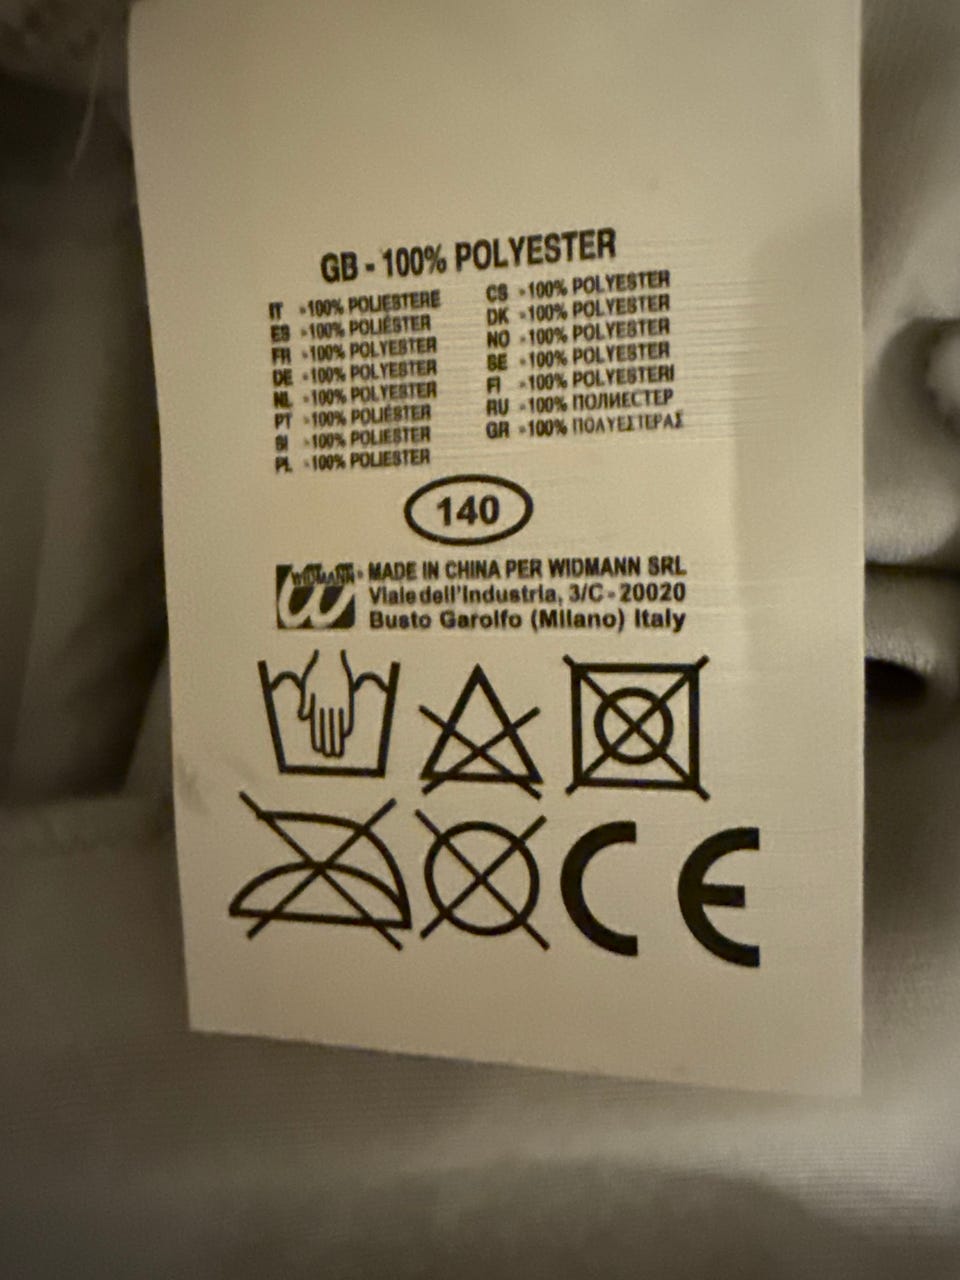 GB - 100% POLYESTER
IT - 100% POLIESTERE
ES - 100% POLIÉSTER
FR - 100% POLYESTER
DE - 100% POLYESTER
NL - 100% POLYESTER
PT - 100% POLIÉSTER
SI - 100% POLIESTER
PL - 100% POLIESTER
CS - 100% POLYESTER
DK - 100% POLYESTER
NO - 100% POLYESTER
SE - 100% POLYESTER
FI - 100% POLYESTERI
RU - 100% ПОЛИЕСТЕР
GR - 100% ΠΟΛΥΕΣΤΕΡΑΣ
140
WIDMANN
MADE IN CHINA PER WIDMANN SRL
Viale dell'Industria, 3/C - 20020
Busto Garolfo (Milano) Italy
CE